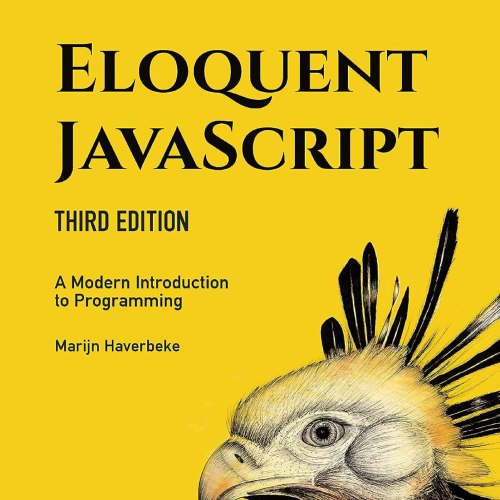 ELOQUENT
JAVASCRIPT
THIRD EDITION
A Modern Introduction
to Programming
Marijn Haverbeke